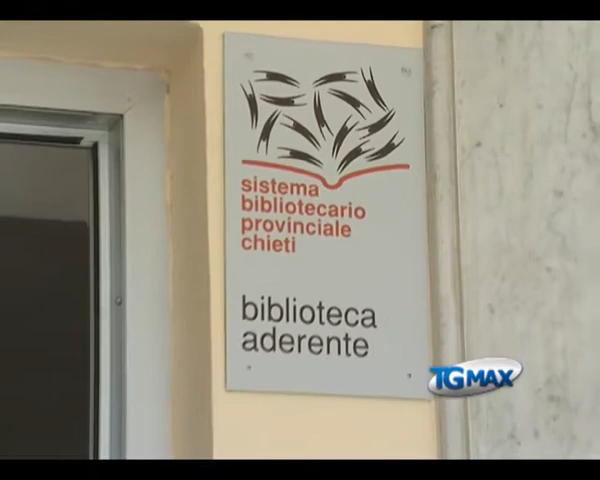 sistema
bibliotecario
provinciale
chieti
biblioteca
aderente
TGMAX